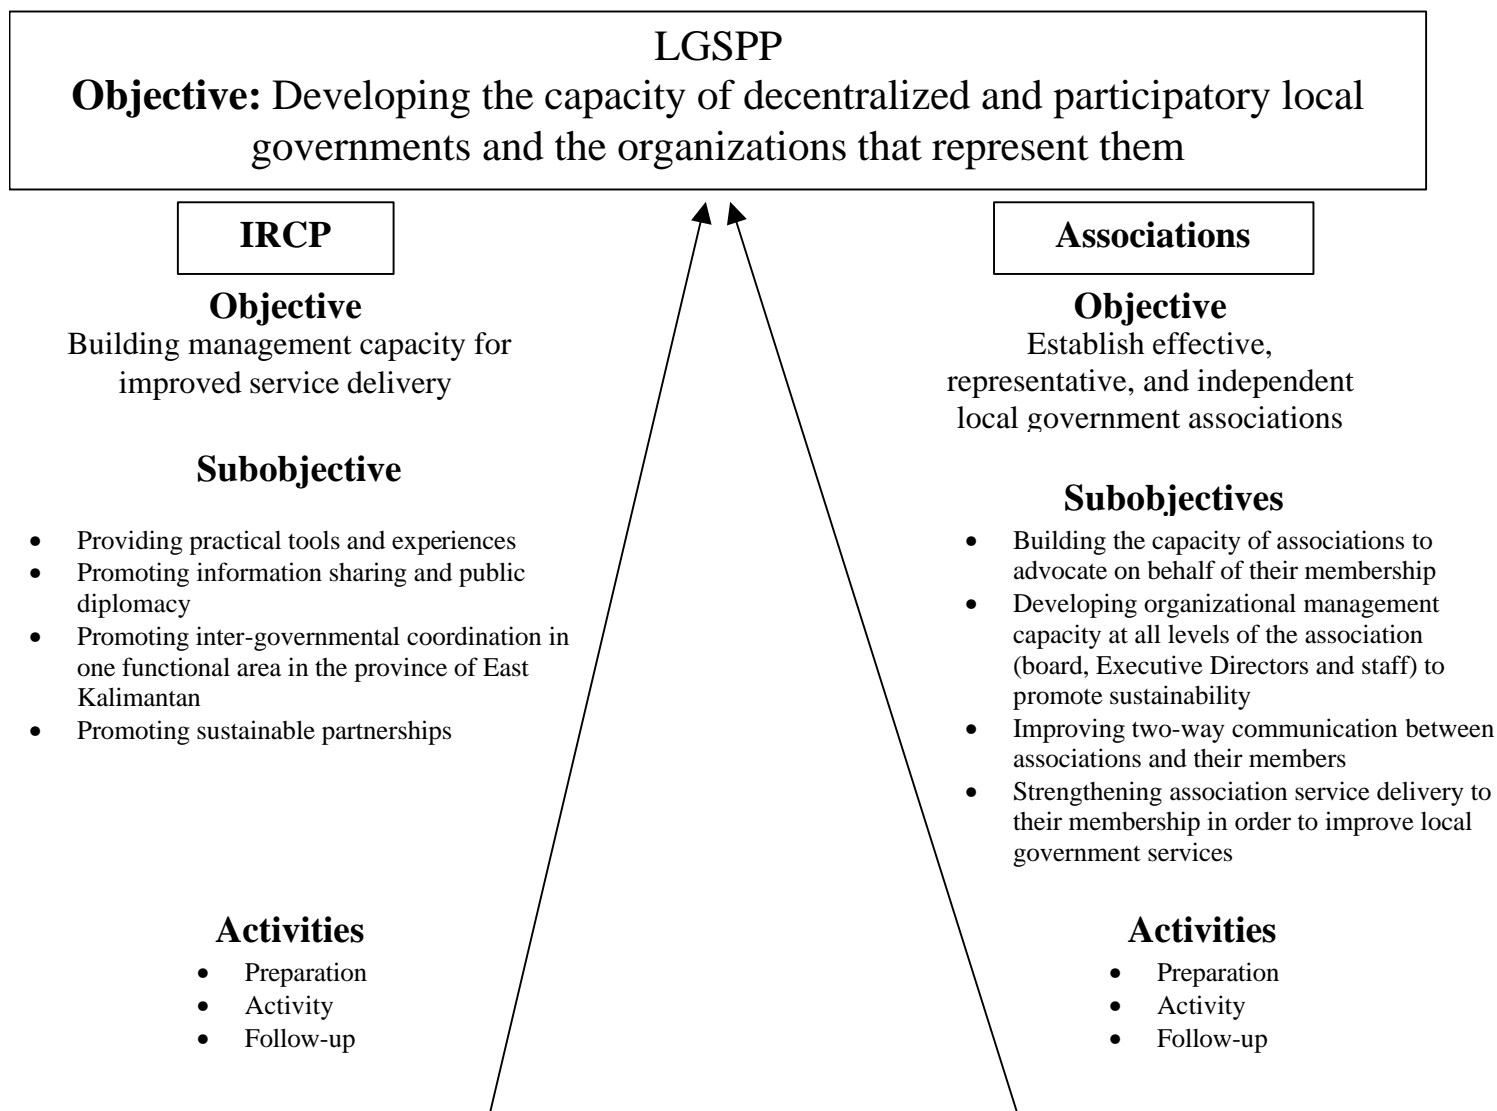 LGSPP
Objective: Developing the capacity of decentralized and participatory local
governments and the organizations that represent them
IRCP
Objective
Building management capacity for
improved service delivery
Subobjective
• Providing practical tools and experiences
• Promoting information sharing and public
diplomacy
• Promoting inter-governmental coordination in
one functional area in the province of East
Kalimantan
• Promoting sustainable partnerships
Activities
• Preparation
• Activity
• Follow-up
Associations
Objective
Establish effective,
representative, and independent
local government associations
Subobjectives
• Building the capacity of associations to
advocate on behalf of their membership
• Developing organizational management
capacity at all levels of the association
(board, Executive Directors and staff) to
promote sustainability
• Improving two-way communication between
associations and their members
• Strengthening association service delivery to
their membership in order to improve local
government services
Activities
• Preparation
• Activity
• Follow-up